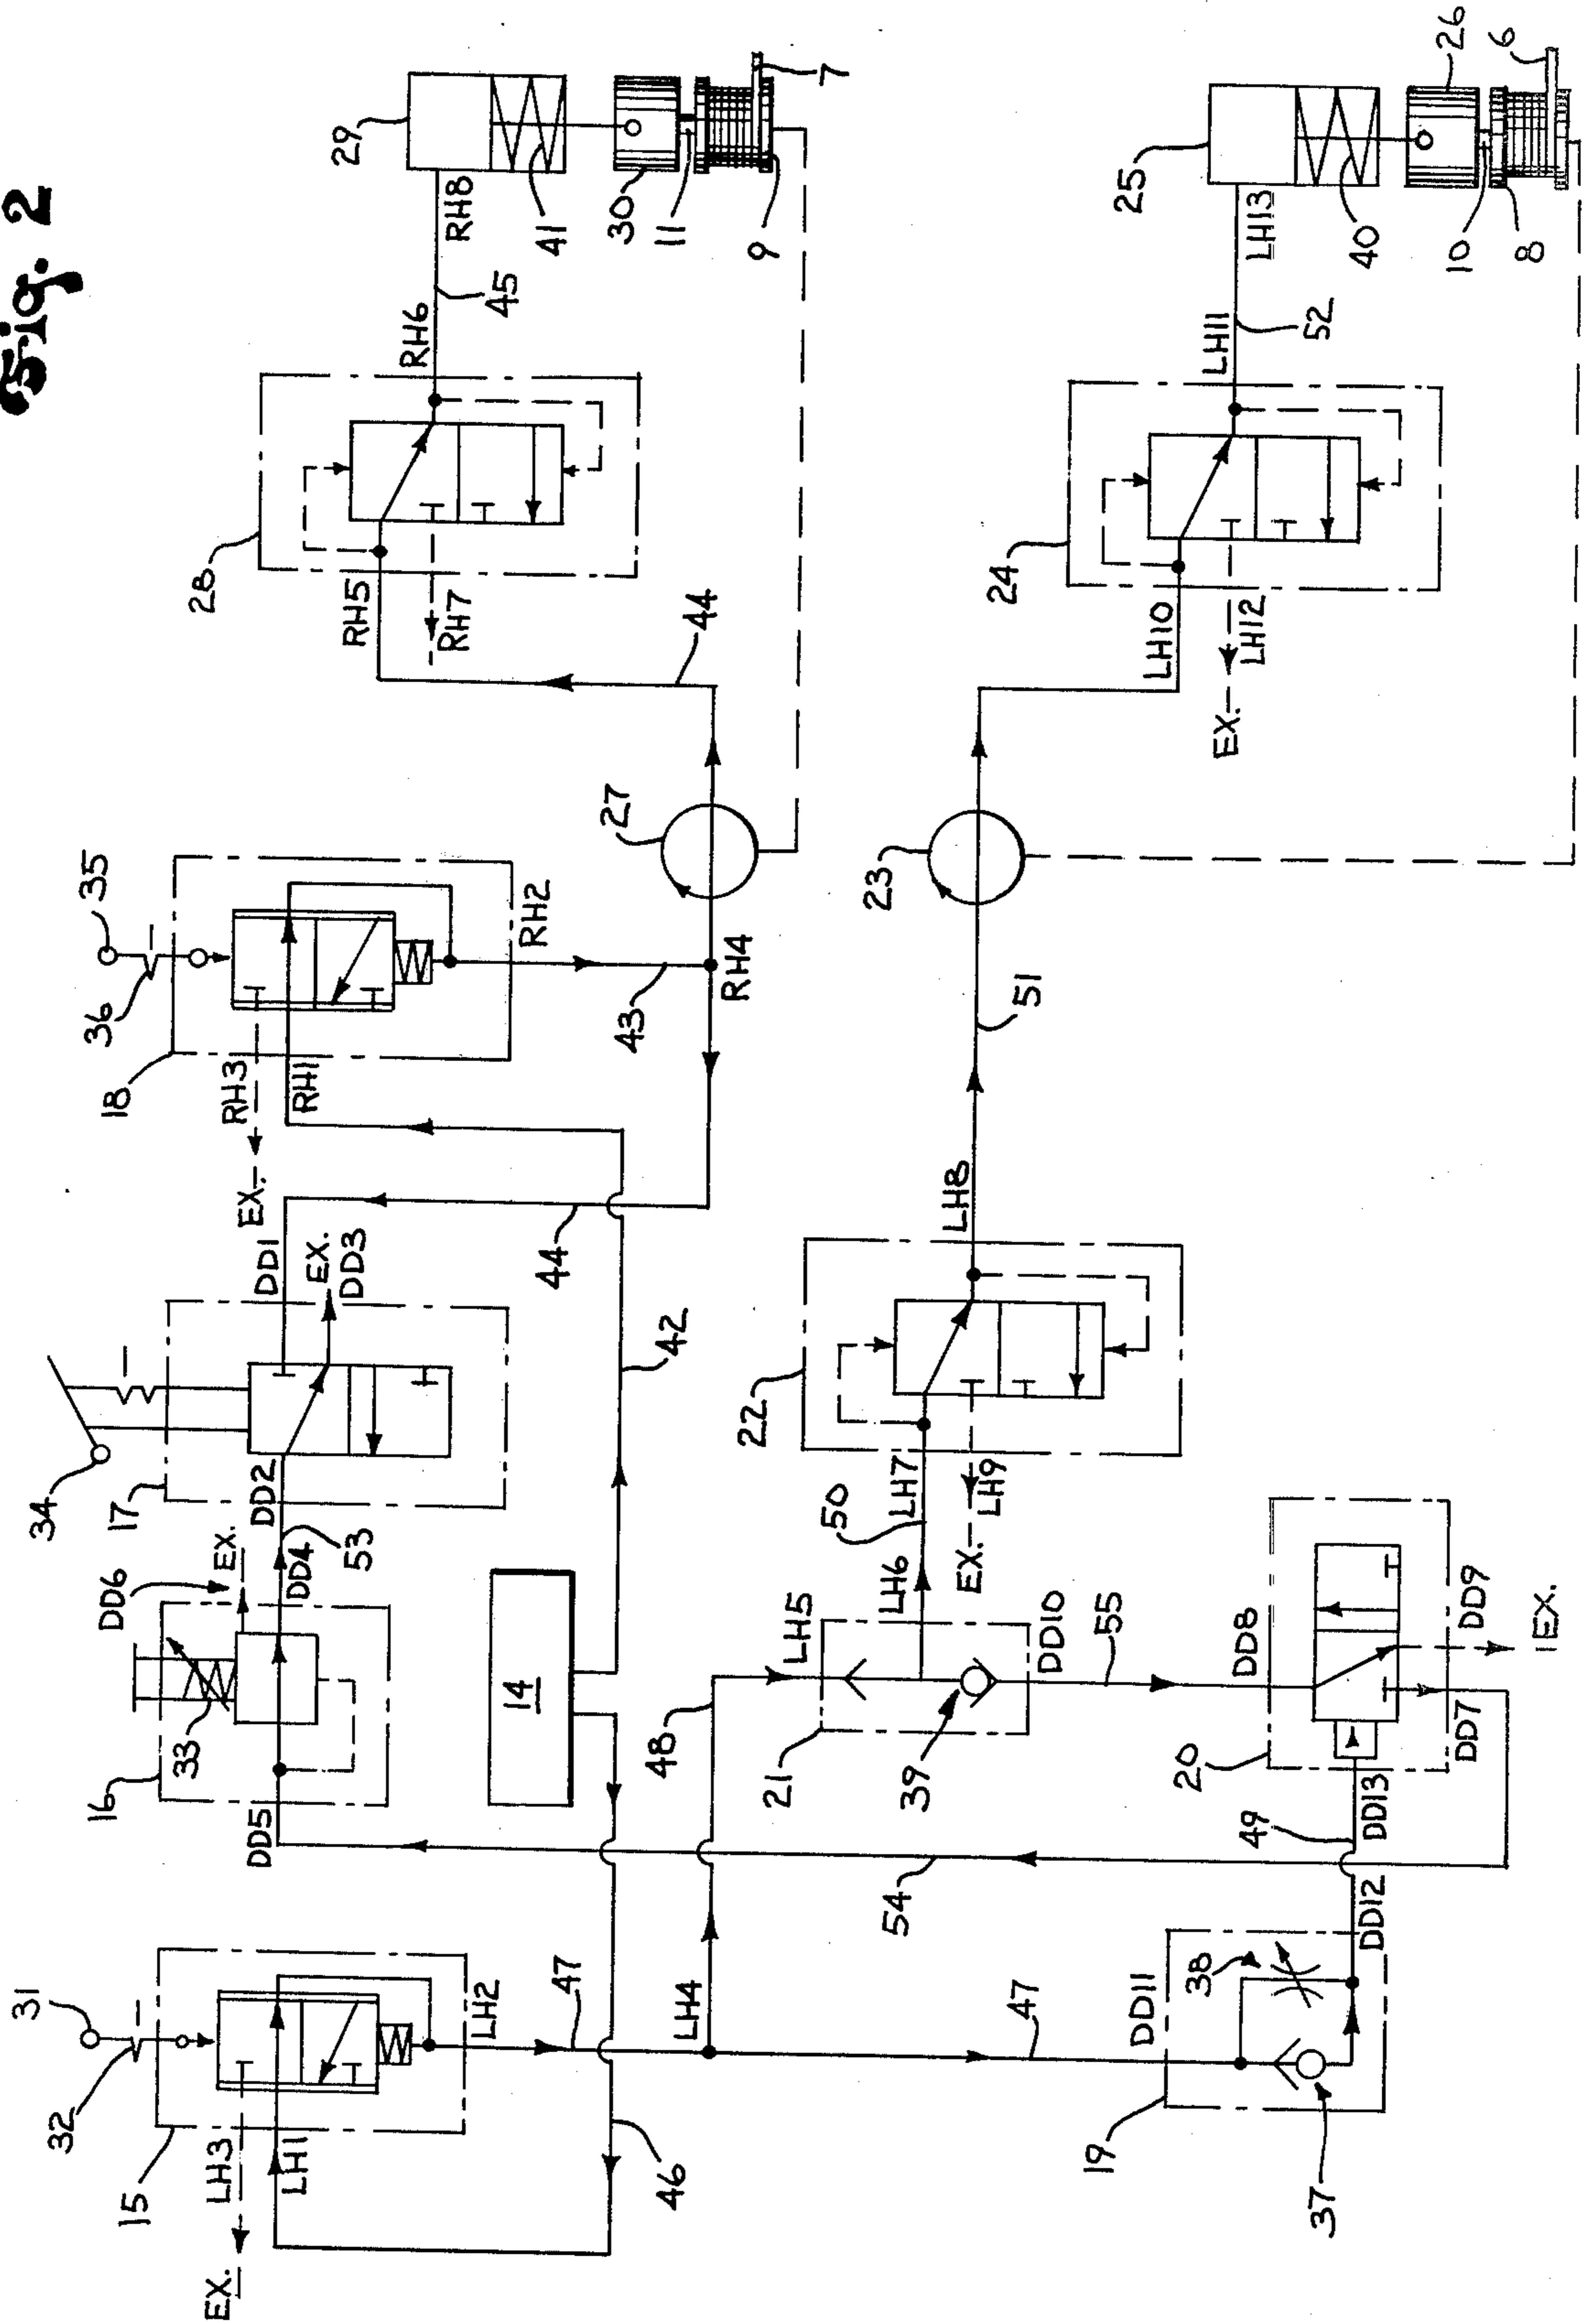 Fig. 2
31
32
15
LH3
EX.
LH1
LH2
47
46
LH4
47
DD11
19
37
38
DD12
49
DD13
48
54
16
33
DD5
DD6
EX.
DD4
53
14
34
17
DD2
DD1
EX.
DD3
44
42
35
36
18
RH3
EX.
RH1
RH2
43
RH4
27
44
28
RH5
RH7
RH6
45
RH8
29
41
30
11
9
7
21
LH5
LH6
39
DD10
55
20
DD8
DD7
DD9
EX.
50
LH7
22
EX.
LH9
LH8
51
23
24
LH10
EX.
LH12
LH11
52
LH13
25
40
26
10
8
6